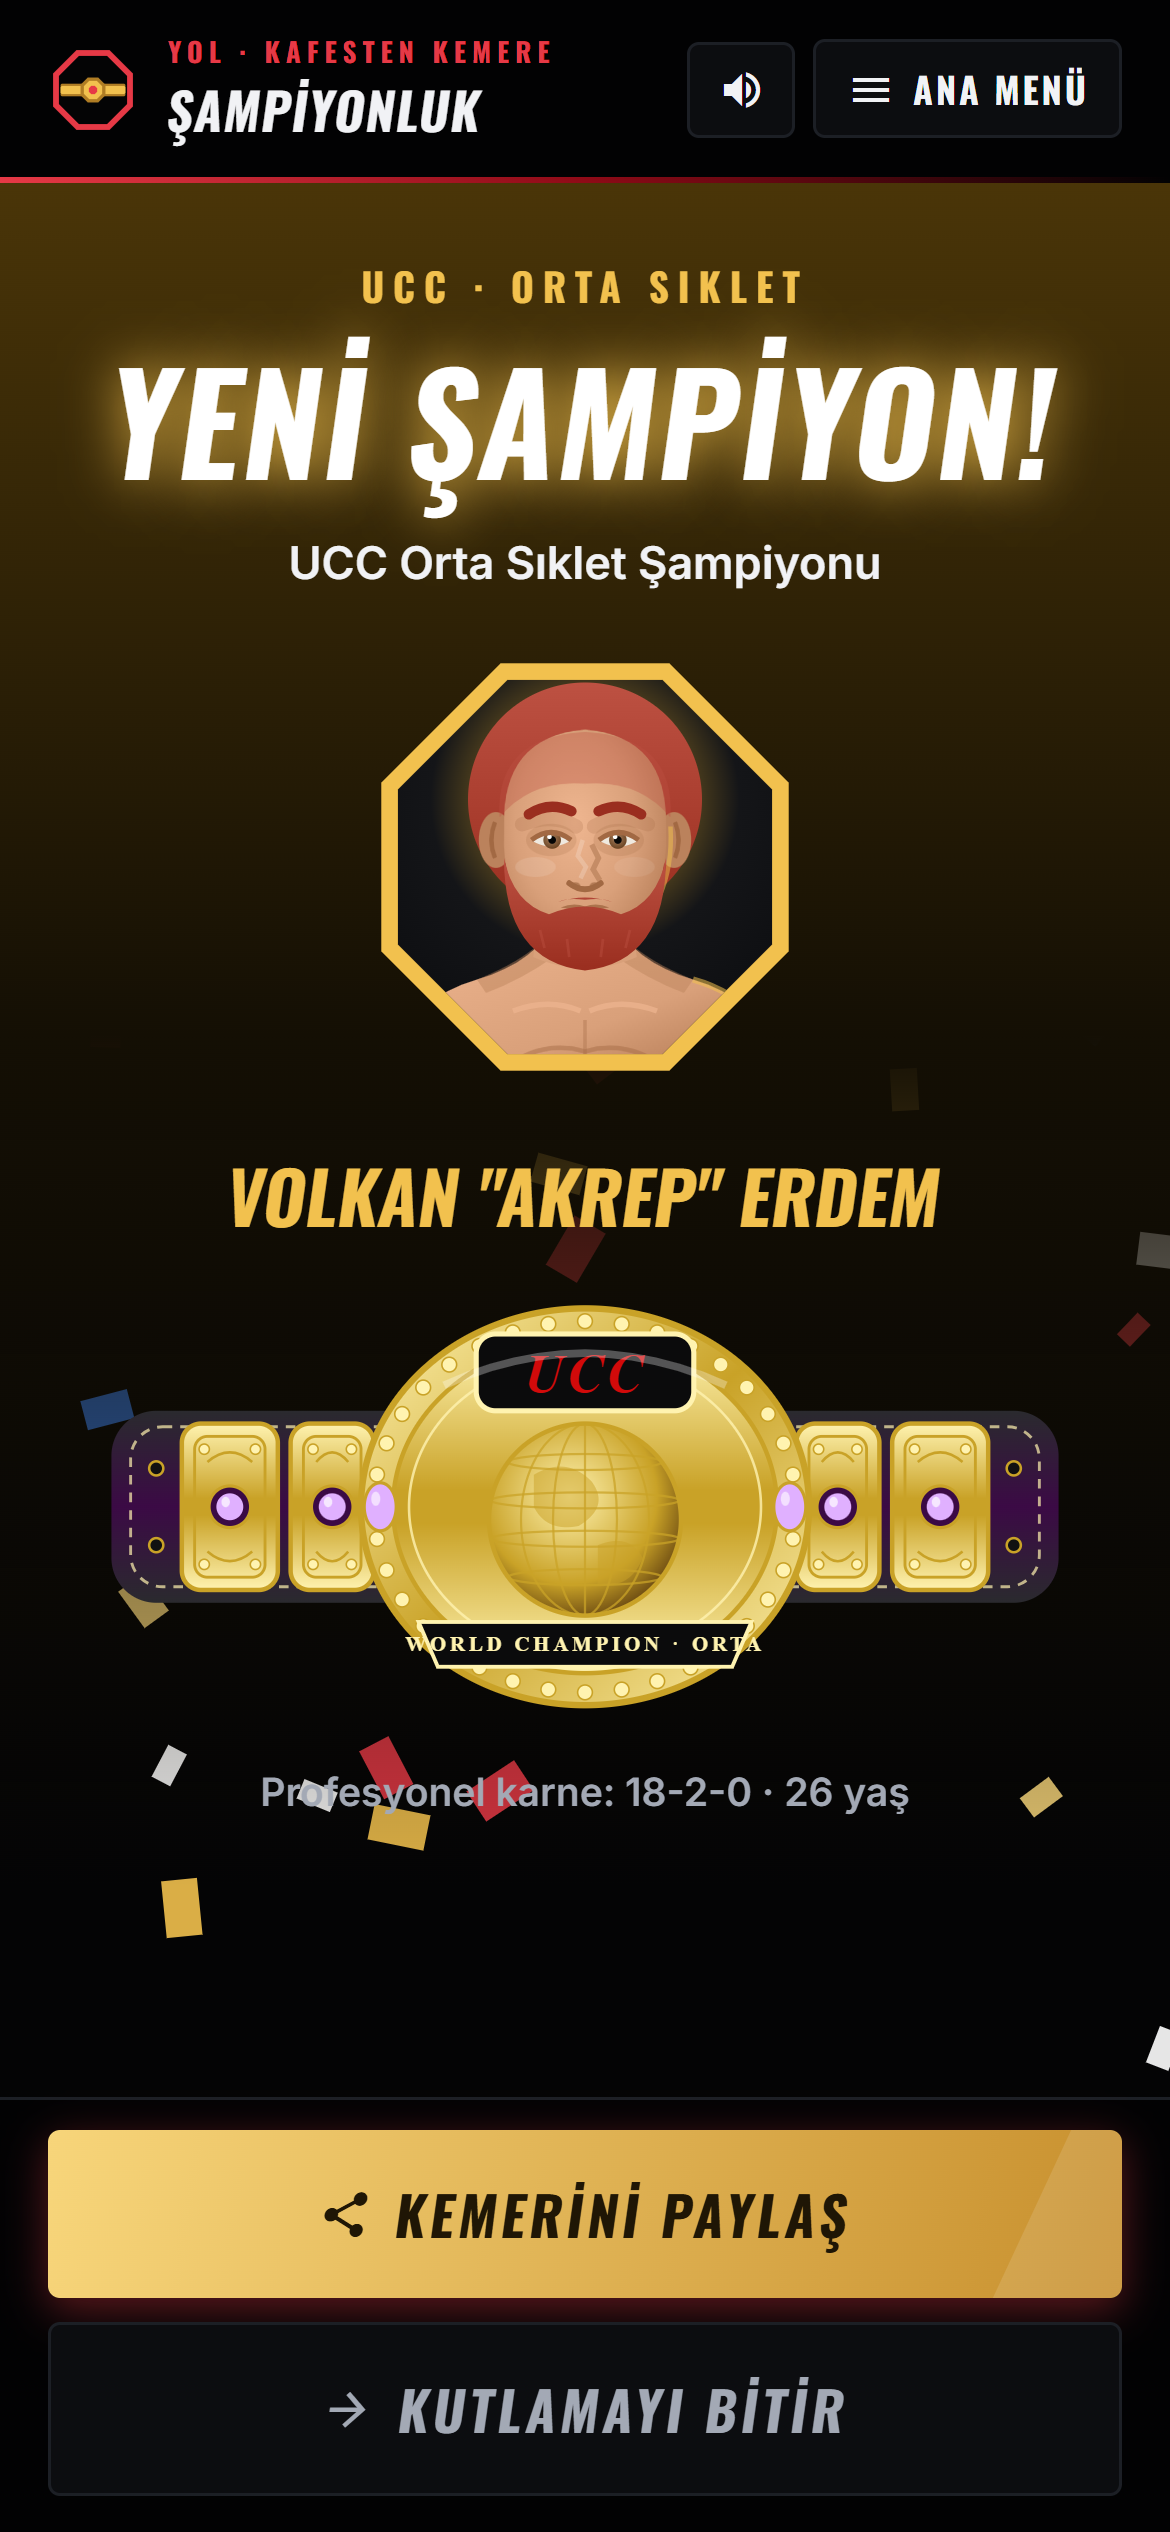 YOL · KAFESTEN KEMERE
ŞAMPİYONLUK
ANA MENÜ
UCC · ORTA SIKLET
YENİ ŞAMPİYON!
UCC Orta Sıklet Şampiyonu
VOLKAN "AKREP" ERDEM
UCC
WORLD CHAMPION · ORTA
Profesyonel karne: 18-2-0 · 26 yaş
KEMERİNİ PAYLAŞ
KUTLAMAYI BİTİR